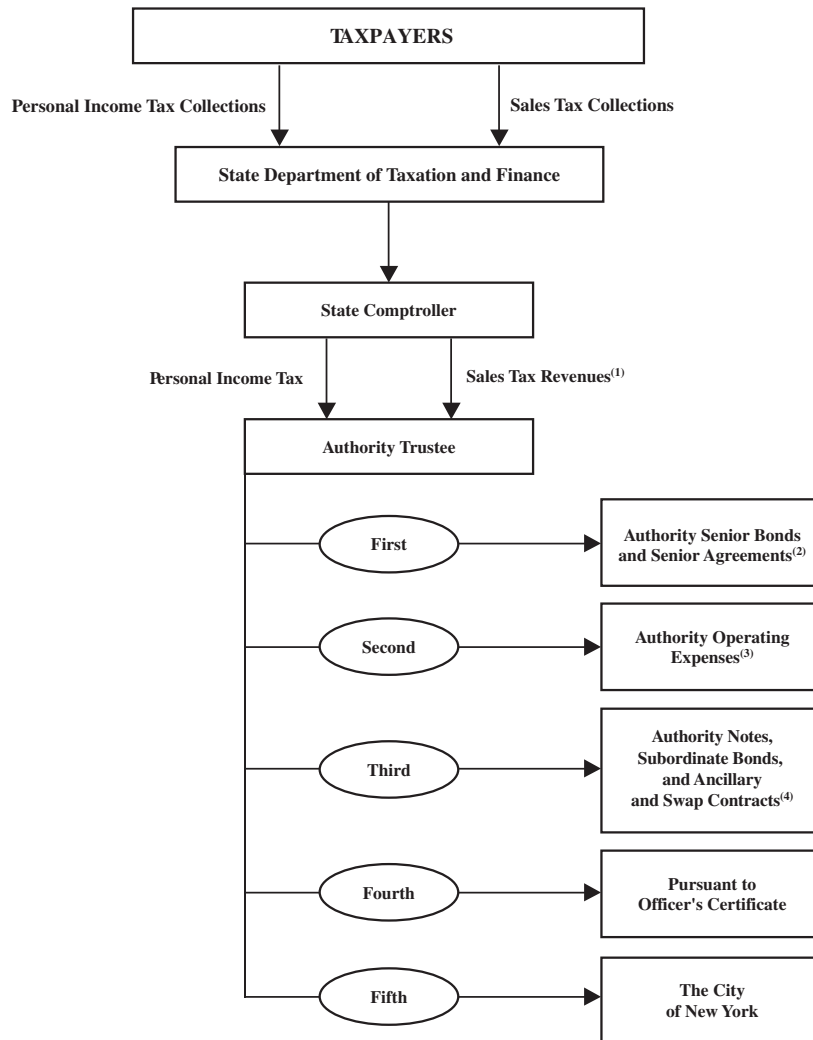 TAXPAYERS
Personal Income Tax Collections
Sales Tax Collections
State Department of Taxation and Finance
State Comptroller
Personal Income Tax
Sales Tax Revenues(1)
Authority Trustee
First
Authority Senior Bonds
and Senior Agreements(2)
Second
Authority Operating
Expenses(3)
Third
Authority Notes,
Subordinate Bonds,
and Ancillary
and Swap Contracts(4)
Fourth
Pursuant to
Officer's Certificate
Fifth
The City
of New York